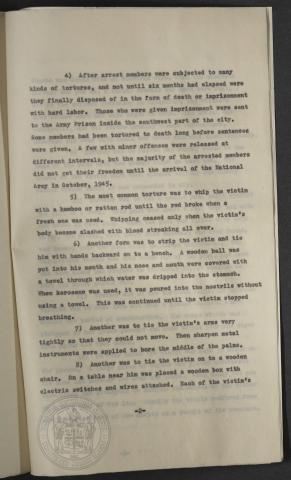 4) After arrest members were subjected to many
kinds of tortures, and not until six months had elapsed were
they finally disposed of in the form of death or imprisonment
with hard labor. Those who were given imprisonment were sent
to the Army Prison inside the southwest part of the city.
Some members had been tortured to death long before sentences
were given. A few with minor offenses were released at
different intervals, but the majority of the arrested members
did not get their freedom until the arrival of the National
Army in October, 1945.
5) The most common torture was to whip the victim
with a bamboo or rattan rod until the rod broke when a
fresh one was used. Whipping ceased only when the victim's
body became slashed with blood streaking all over.
6) Another form was to strip the victim and tie
him with hands backward on to a bench. A wooden ball was
put into his mouth and his nose and mouth were covered with
a towel through which water was dripped into the stomach.
When kerosene was used, it was poured into the nostrils without
using a towel. This was continued until the victim stopped
breathing.
7) Another was to tie the victim's arms very
tightly so that they could not move. Then sharpen metal
instruments were applied to bore the middle of the palms.
8) Another was to tie the victim on to a wooden
chair. On a table near him was placed a wooden box with
electric switches and wires attached. Each of the victim's
-2-